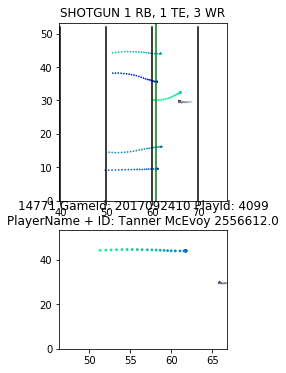 SHOTGUN 1 RB, 1 TE, 3 WR
50
40
30
20
10
0
40 50 60 70
14771 GameId: 2017092410 PlayId: 4099
PlayerName + ID: Tanner McEvoy 2556612.0
40
20
0
50 55 60 65